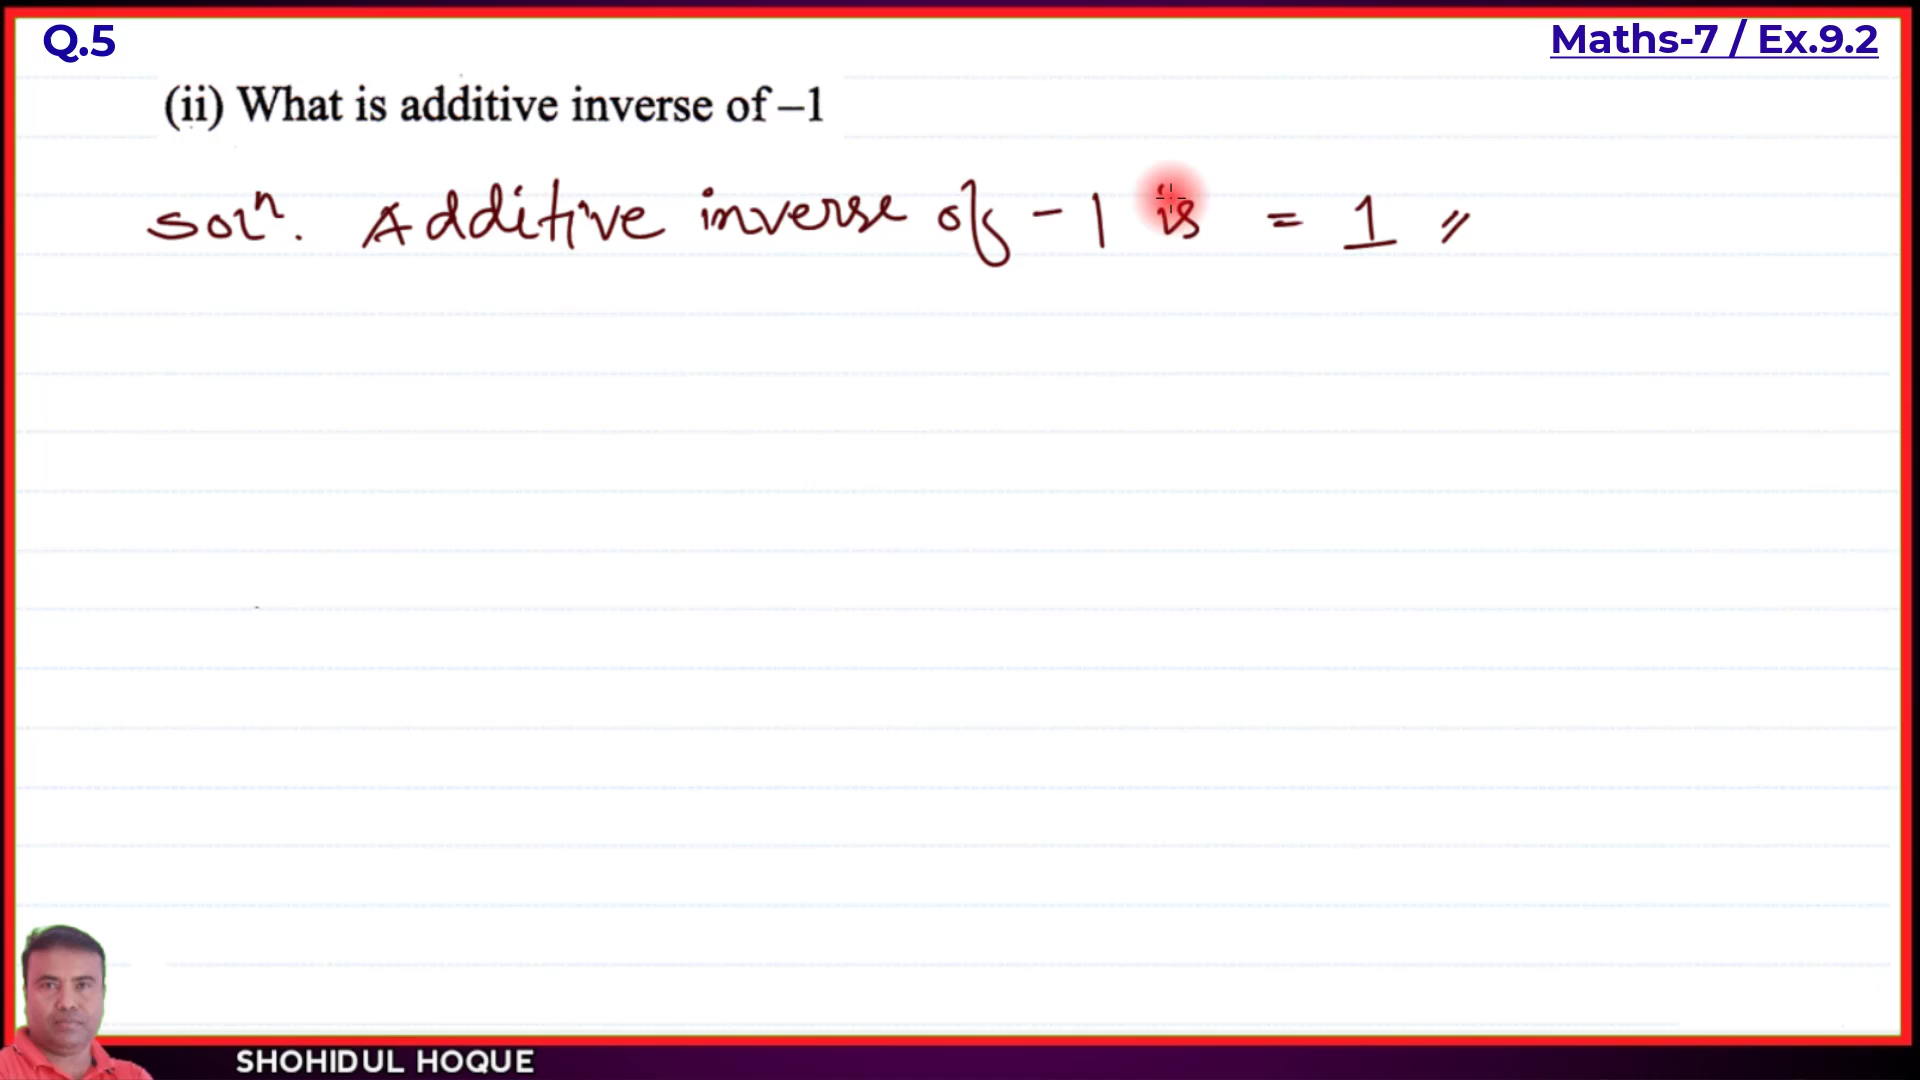 Q.5
Maths-7 / Ex.9.2
(ii) What is additive inverse of –1
Solⁿ. Additive inverse of -1 is = 1 〃
SHOHIDUL HOQUE